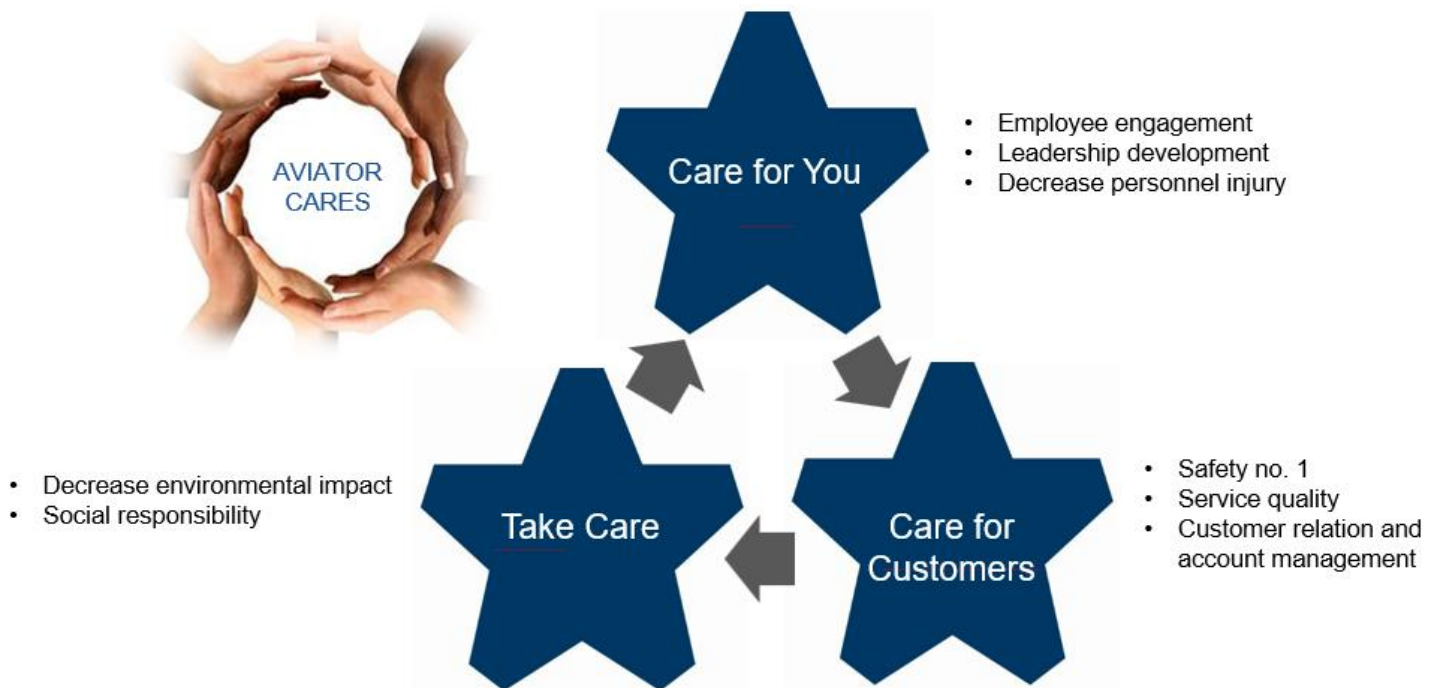 AVIATOR
CARES
Care for You
• Employee engagement
• Leadership development
• Decrease personnel injury
• Decrease environmental impact
• Social responsibility
Take Care
Care for
Customers
• Safety no. 1
• Service quality
• Customer relation and
account management